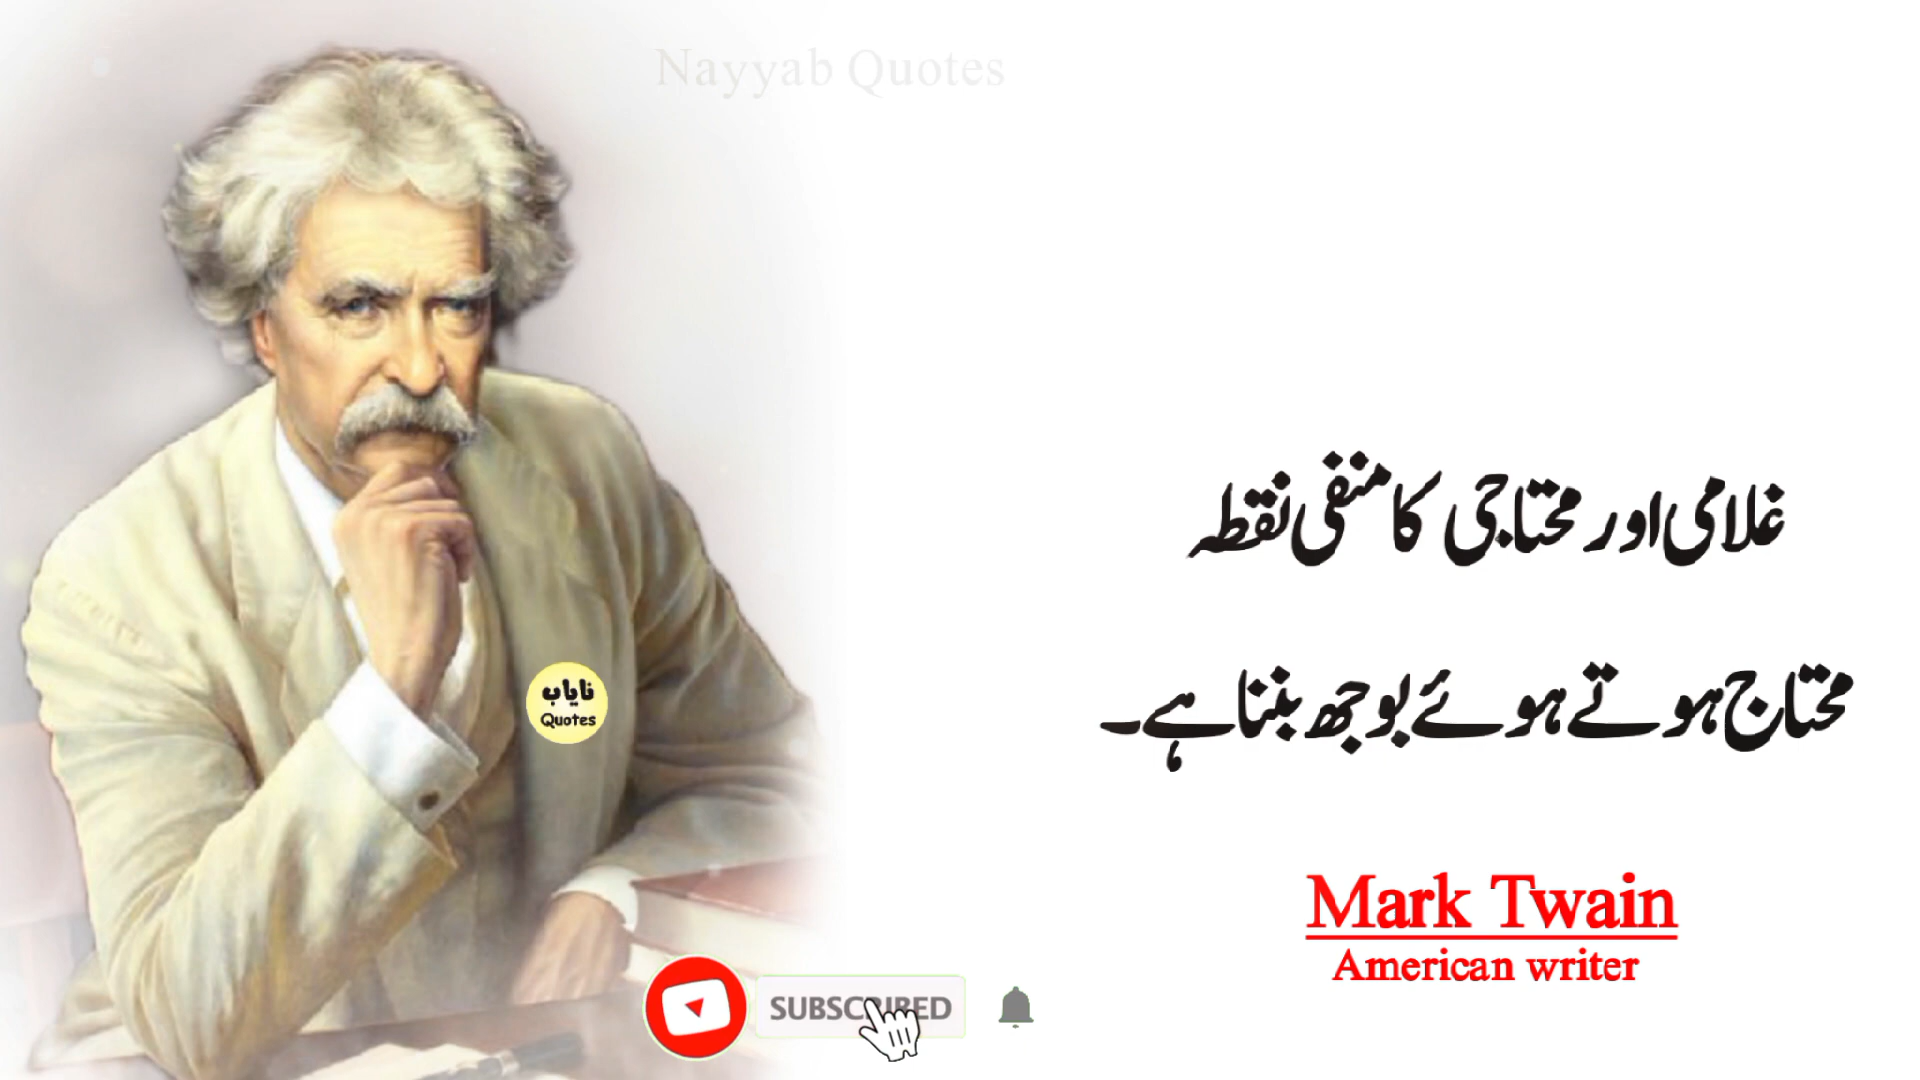 Nayyab Quotes
غلامی اور محتاجی کا منفی نقطہ
محتاج ہوتے ہوئے بوجھ بننا ہے۔
Mark Twain
American writer
نایاب
Quotes
SUBSCRIBED